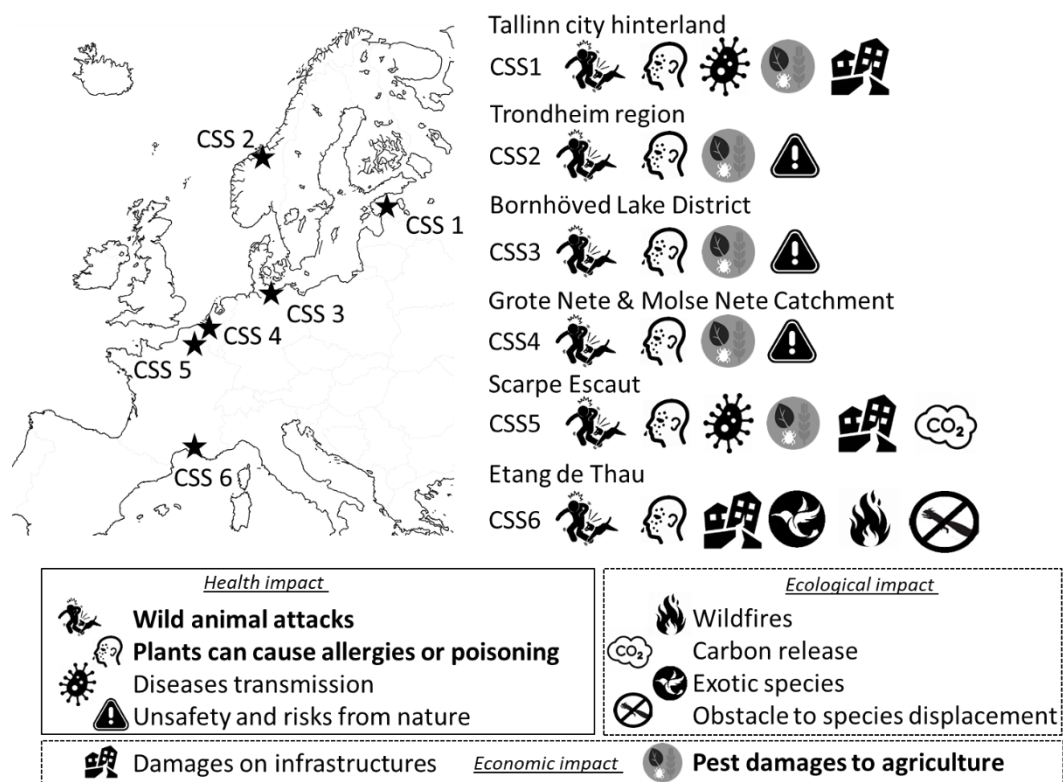 CSS 2
CSS 1
CSS 3
CSS 4
CSS 5
CSS 6
Tallinn city hinterland
CSS1
Trondheim region
CSS2
Bornhöved Lake District
CSS3
Grote Nete & Molse Nete Catchment
CSS4
Scarpe Escaut
CSS5
CO2
Etang de Thau
CSS6
Health impact
Wild animal attacks
Plants can cause allergies or poisoning
Diseases transmission
Unsafety and risks from nature
Ecological impact
Wildfires
CO2
Carbon release
Exotic species
Obstacle to species displacement
Damages on infrastructures
Economic impact
Pest damages to agriculture